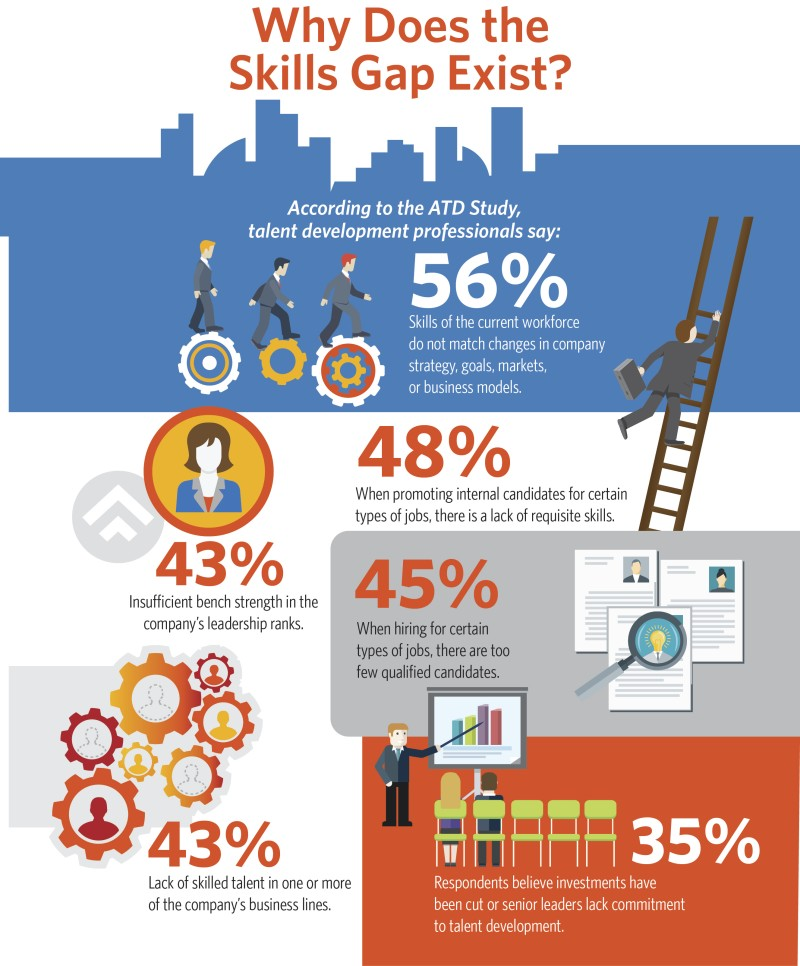 Why Does the
Skills Gap Exist?
According to the ATD Study,
talent development professionals say:
56%
Skills of the current workforce
do not match changes in company
strategy, goals, markets,
or business models.
48%
When promoting internal candidates for certain
types of jobs, there is a lack of requisite skills.
43%
Insufficient bench strength in the
company's leadership ranks.
45%
When hiring for certain
types of jobs, there are too
few qualified candidates.
43%
Lack of skilled talent in one or more
of the company's business lines.
35%
Respondents believe investments have
been cut or senior leaders lack commitment
to talent development.